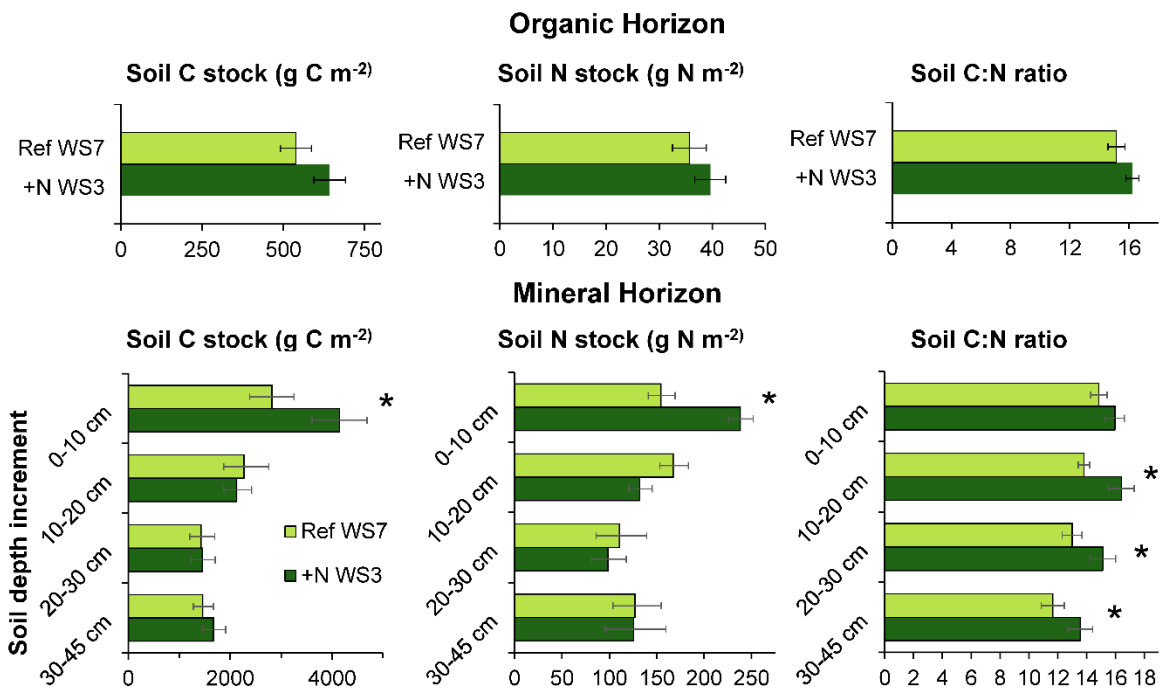 Organic Horizon
Soil C stock (g C m⁻²)
Soil N stock (g N m⁻²)
Soil C:N ratio
Ref WS7
+N WS3
0 250 500 750
Ref WS7
+N WS3
0 10 20 30 40 50
Ref WS7
+N WS3
0 4 8 12 16
Mineral Horizon
Soil C stock (g C m⁻²)
Soil N stock (g N m⁻²)
Soil C:N ratio
Soil depth increment
0-10 cm
10-20 cm
20-30 cm
30-45 cm
*
Ref WS7
+N WS3
0 2000 4000
0-10 cm
10-20 cm
20-30 cm
30-45 cm
*
0 50 100 150 200 250
0-10 cm
10-20 cm
20-30 cm
30-45 cm
*
*
*
0 2 4 6 8 10 12 14 16 18